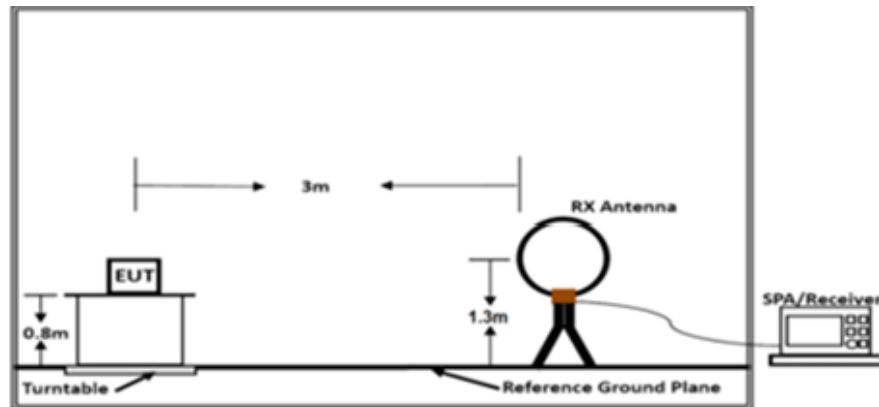 3m
RX Antenna
EUT
SPA/Receiver
0.8m
1.3m
Turntable
Reference Ground Plane